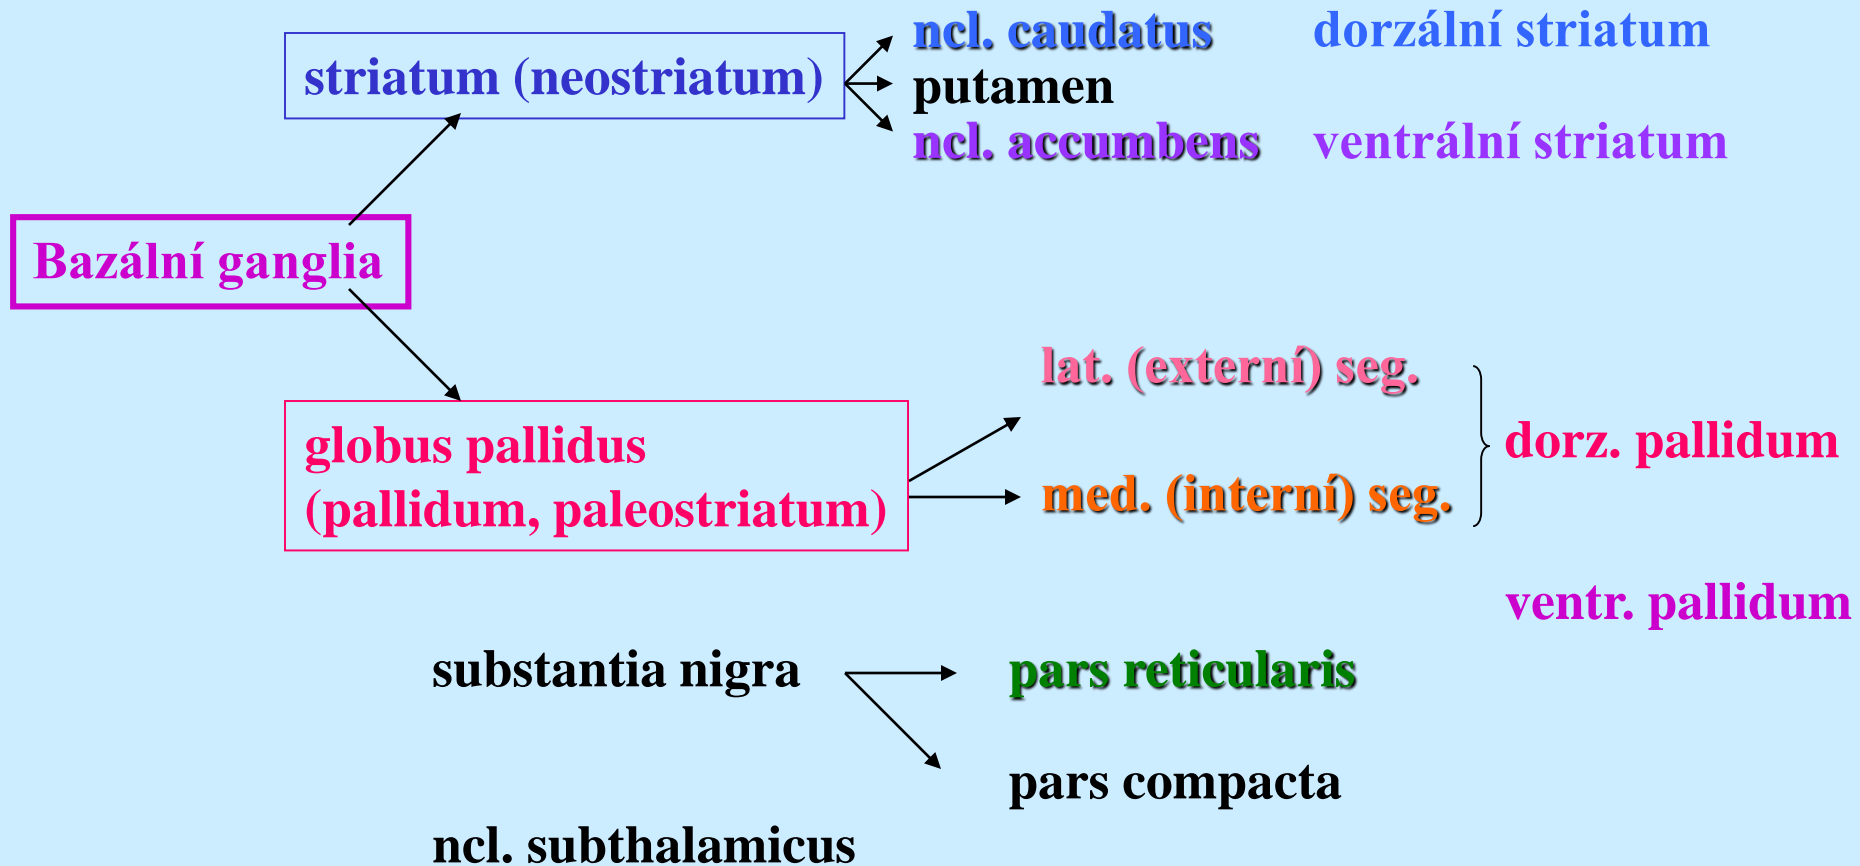 ncl. caudatus dorzální striatum
striatum (neostriatum)
putamen
ncl. accumbens ventrální striatum
Bazální ganglia
lat. (externí) seg.
globus pallidus
(pallidum, paleostriatum)
dorz. pallidum
med. (interní) seg.
ventr. pallidum
substantia nigra pars reticularis
pars compacta
ncl. subthalamicus